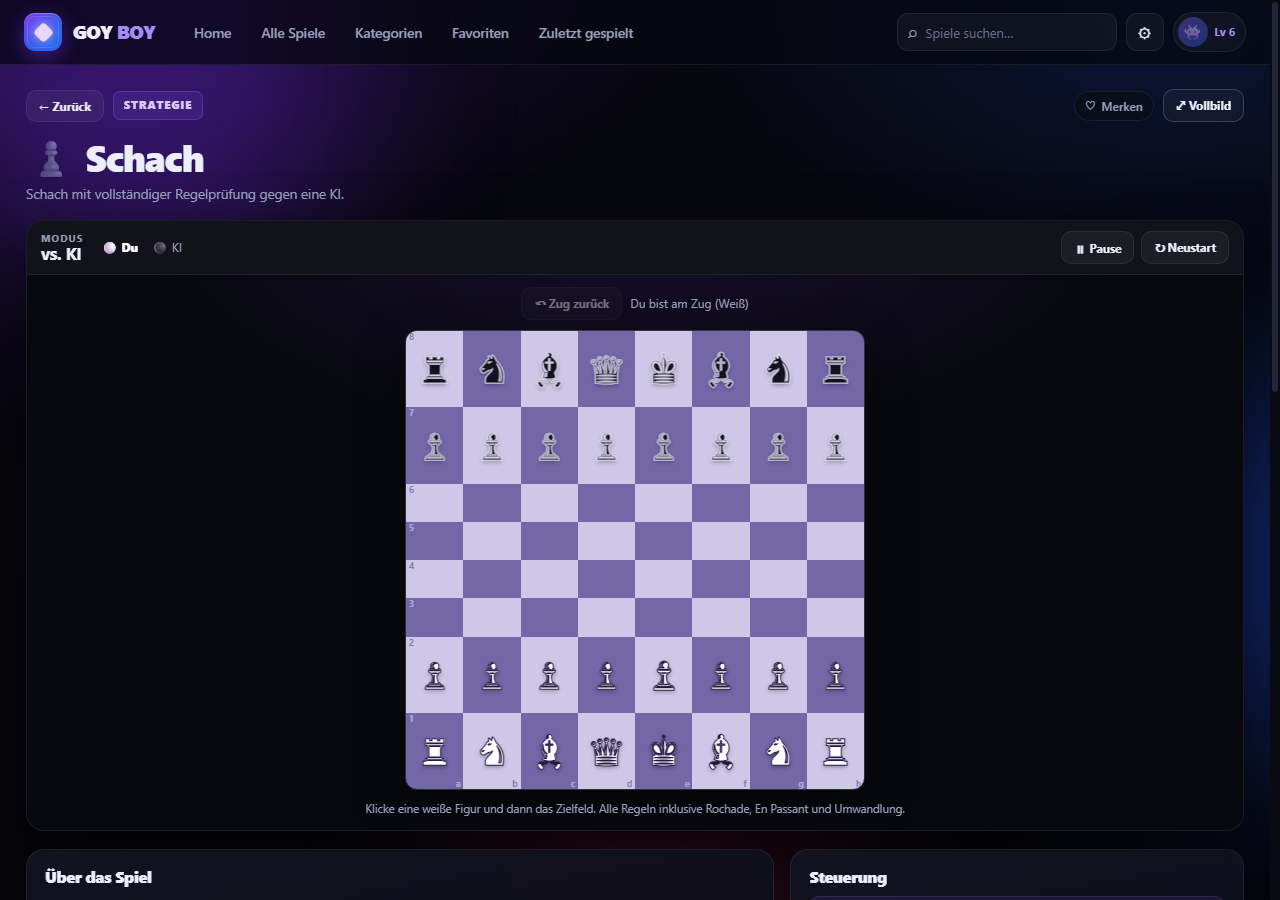 GOY BOY Home Alle Spiele Kategorien Favoriten Zuletzt gespielt Spiele suchen... Lv 6
← Zurück STRATEGIE Merken Vollbild
Schach
Schach mit vollständiger Regelprüfung gegen eine KI.
MODUS
vs. KI Du KI Pause Neustart
Zug zurück Du bist am Zug (Weiß)
8
7
6
5
4
3
2
1
a b c d e f g h
Klicke eine weiße Figur und dann das Zielfeld. Alle Regeln inklusive Rochade, En Passant und Umwandlung.
Über das Spiel Steuerung